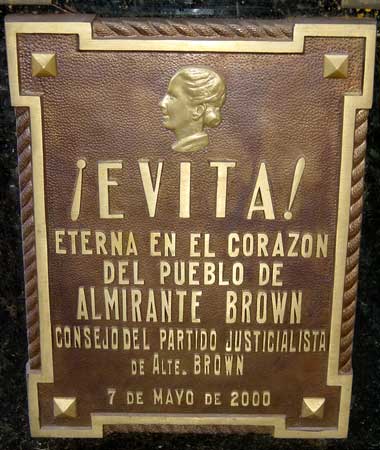 ¡EVITA!
ETERNA EN EL CORAZON
DEL PUEBLO DE
ALMIRANTE BROWN
CONSEJO DEL PARTIDO JUSTICIALISTA
DE ALTE. BROWN
7 DE MAYO DE 2000